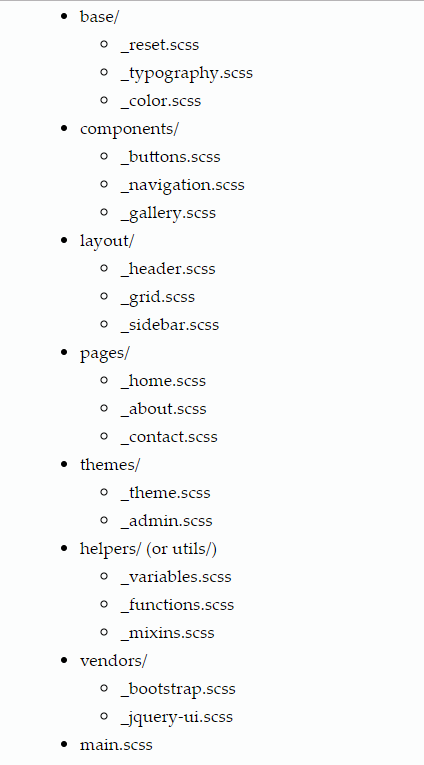 base/
_reset.scss
_typography.scss
_color.scss
components/
_buttons.scss
_navigation.scss
_gallery.scss
layout/
_header.scss
_grid.scss
_sidebar.scss
pages/
_home.scss
_about.scss
_contact.scss
themes/
_theme.scss
_admin.scss
helpers/ (or utils/)
_variables.scss
_functions.scss
_mixins.scss
vendors/
_bootstrap.scss
_jquery-ui.scss
main.scss